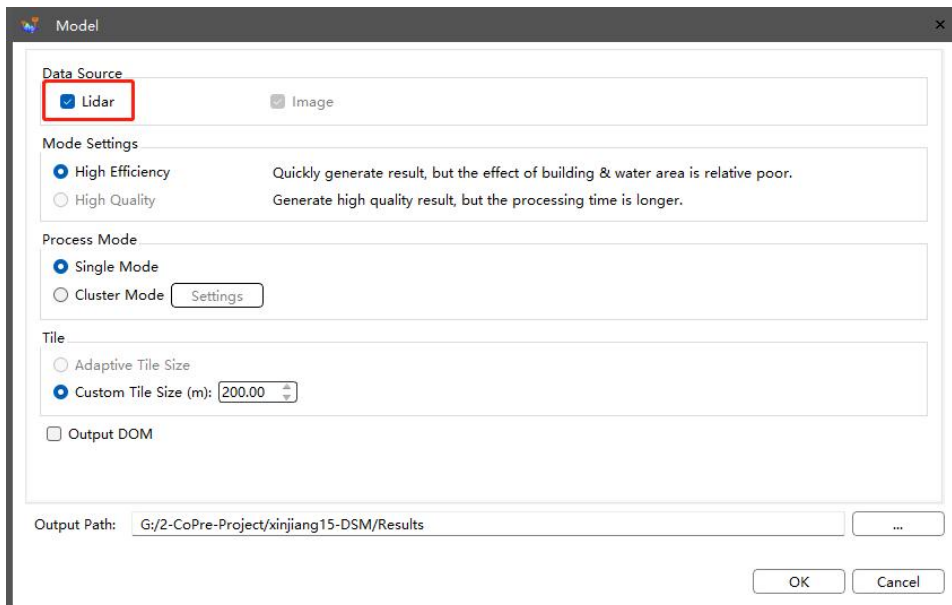 Model
Data Source
Lidar Image
Mode Settings
High Efficiency Quickly generate result, but the effect of building & water area is relative poor.
High Quality Generate high quality result, but the processing time is longer.
Process Mode
Single Mode
Cluster Mode Settings
Tile
Adaptive Tile Size
Custom Tile Size (m): 200.00
Output DOM
Output Path: G:/2-CoPre-Project/xinjiang15-DSM/Results ...
OK Cancel